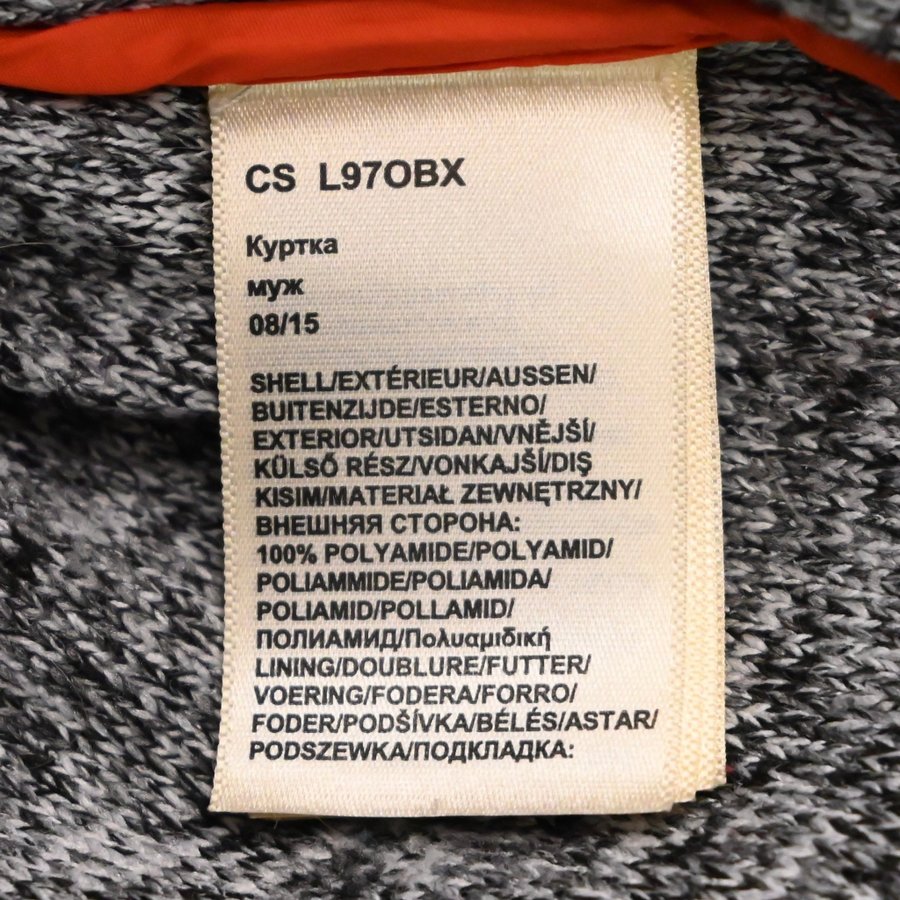 CS L97OBX
Куртка
муж
08/15
SHELL/EXTÉRIEUR/AUSSEN/
BUITENZIJDE/ESTERNO/
EXTERIOR/UTSIDAN/VNĚJŠÍ/
KÜLSŐ RÉSZ/VONKAJŠÍ/DIŞ
KISIM/MATERIAŁ ZEWNĘTRZNY/
ВНЕШНЯЯ СТОРОНА:
100% POLYAMIDE/POLYAMID/
POLIAMMIDE/POLIAMIDA/
POLIAMID/POLLAMID/
ПОЛИАМИД/Πολυαμιδική
LINING/DOUBLURE/FUTTER/
VOERING/FODERA/FORRO/
FODER/PODŠÍVKA/BÉLÉS/ASTAR/
PODSZEWKA/ПОДКЛАДКА: